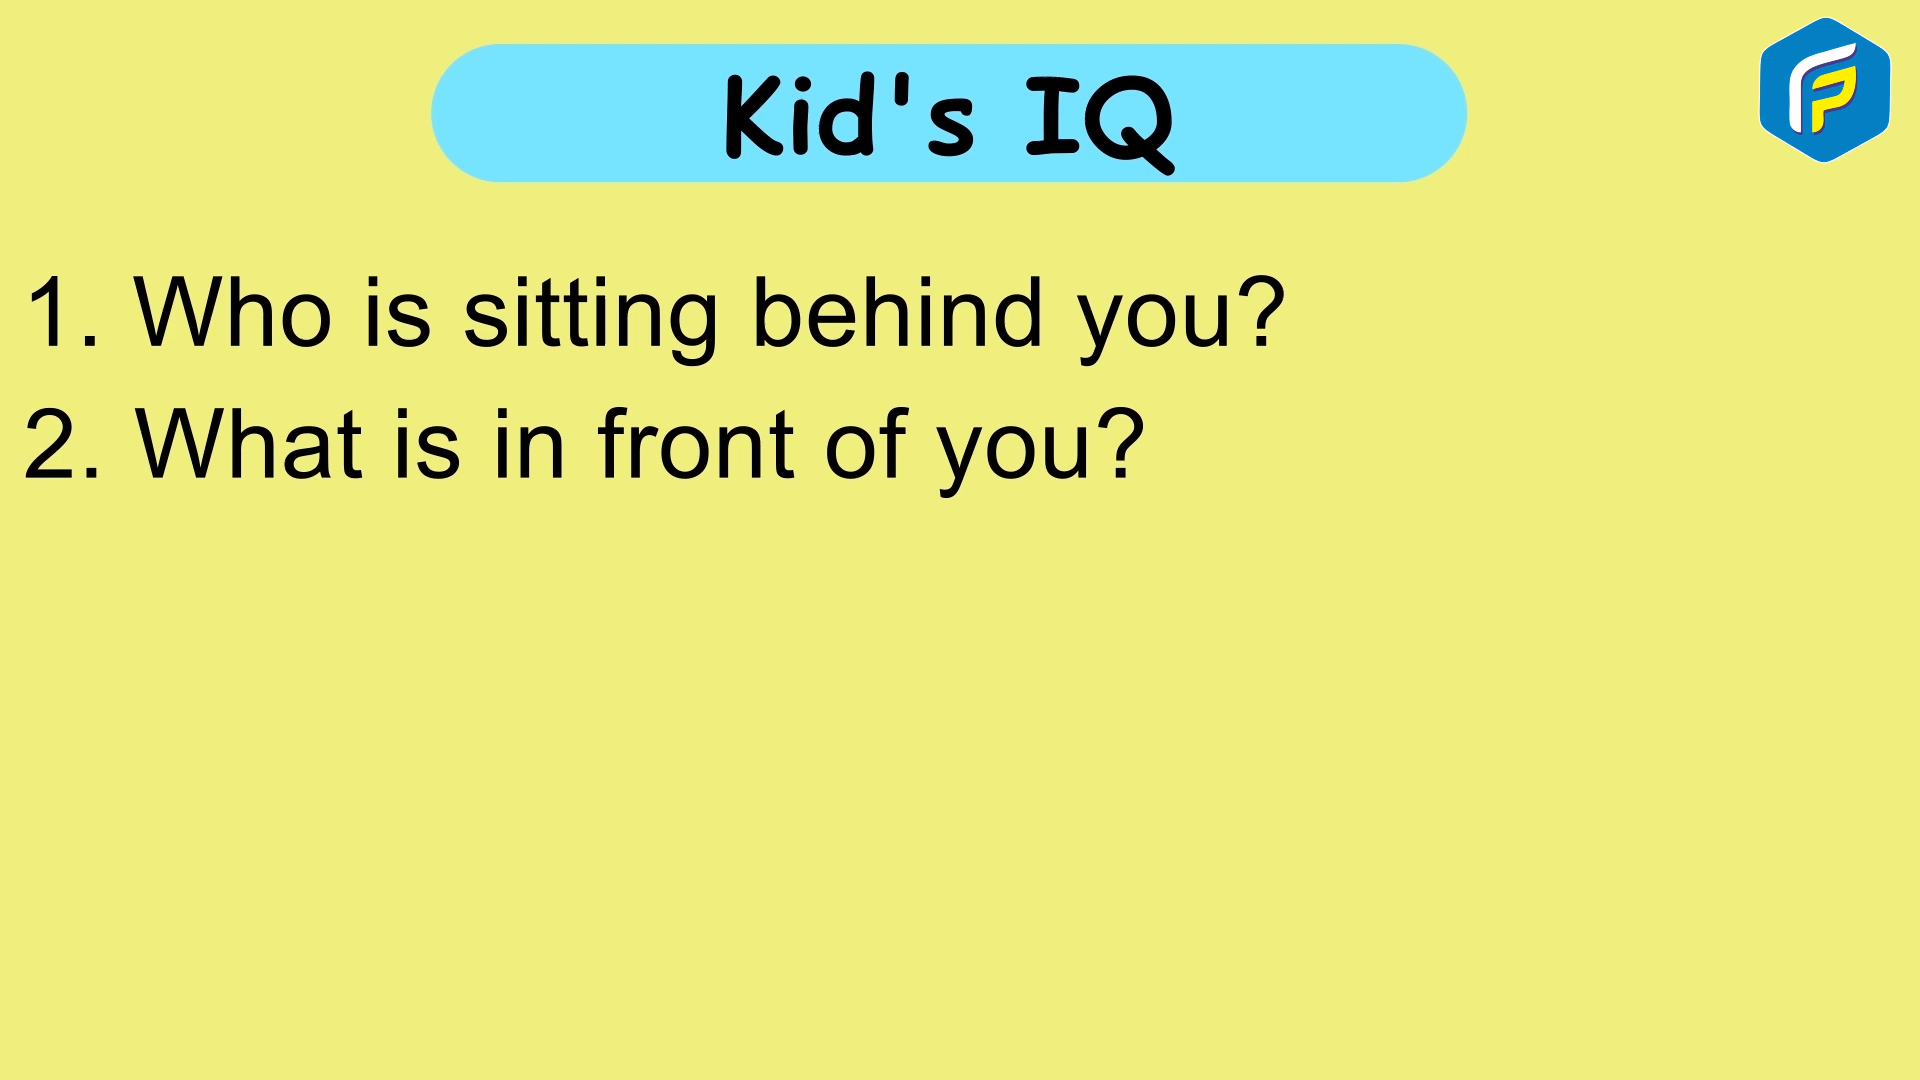 Kid's IQ
1. Who is sitting behind you?
2. What is in front of you?